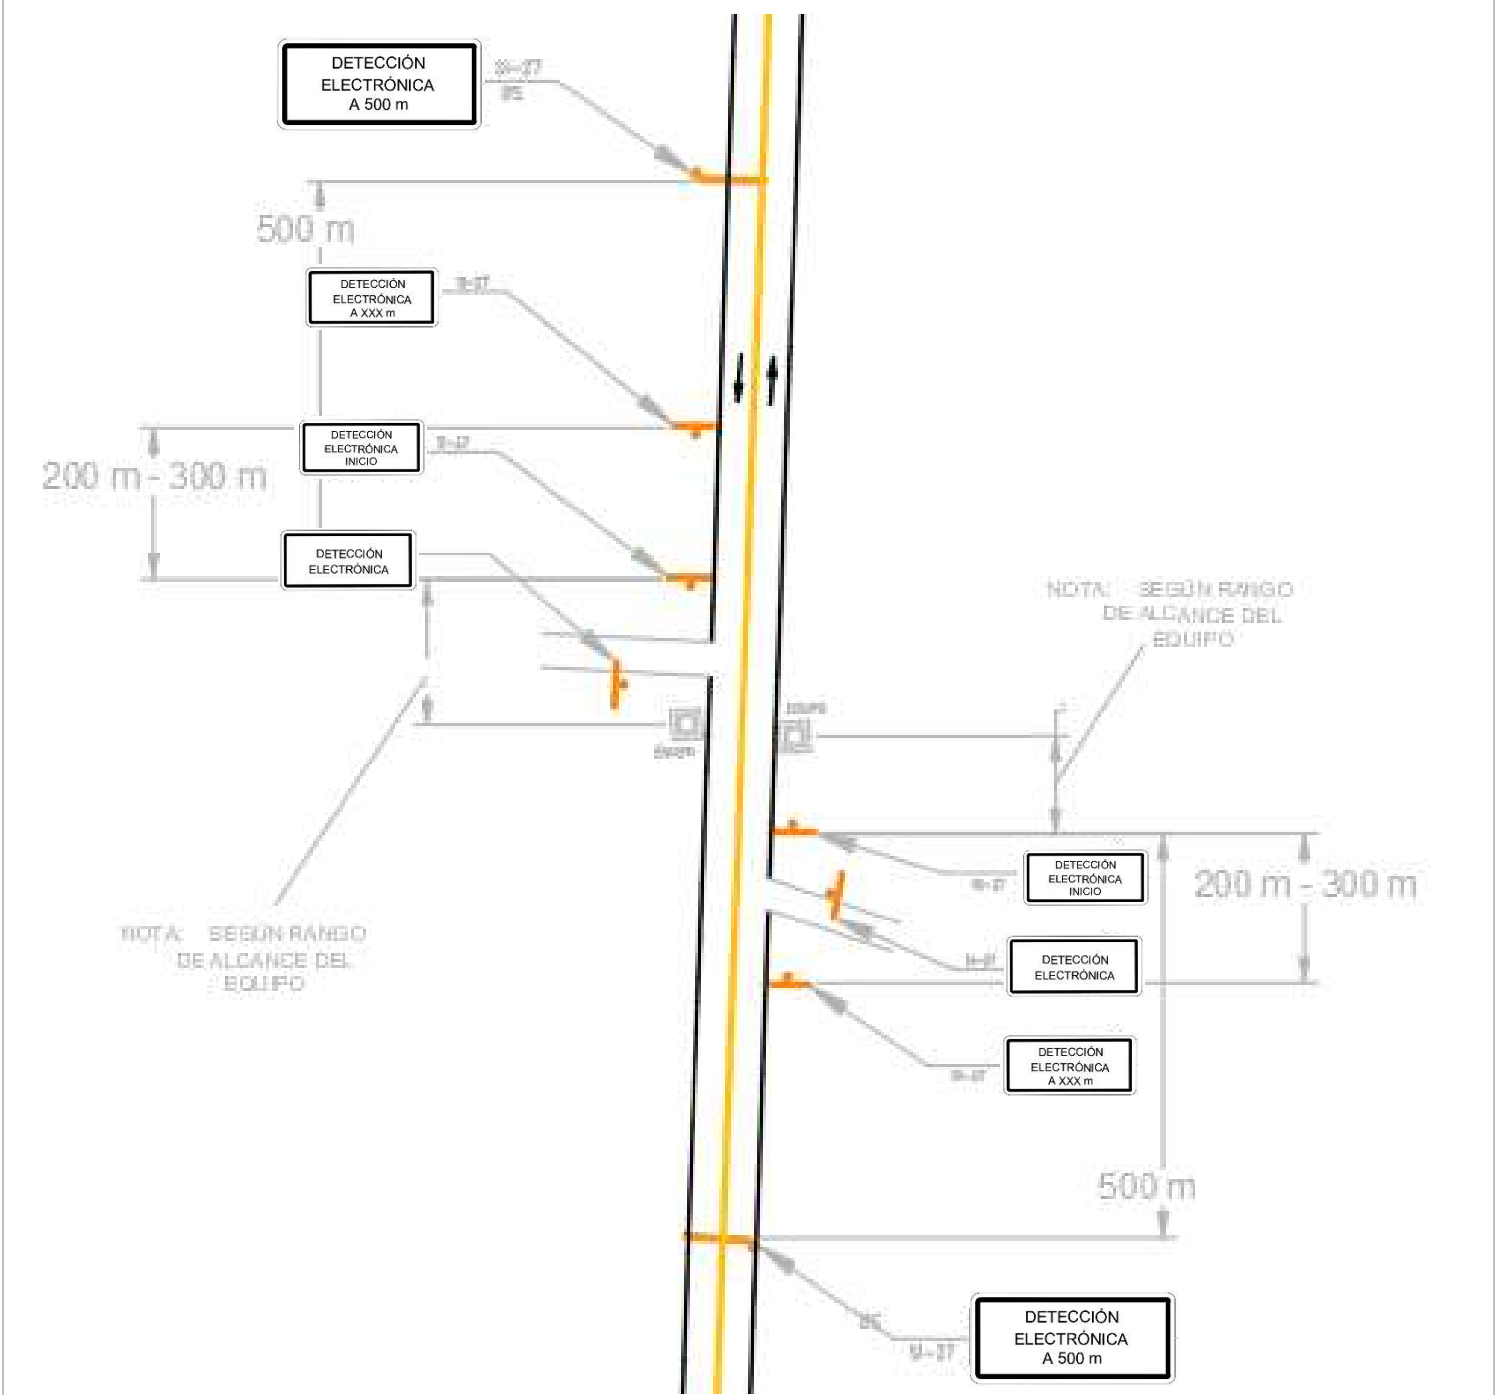 DETECCIÓN
ELECTRÓNICA
A 500 m
500 m
DETECCIÓN
ELECTRÓNICA
A XXX m
DETECCIÓN
ELECTRÓNICA
INICIO
200 m - 300 m
DETECCIÓN
ELECTRÓNICA
NOTA: SEGÚN RANGO
DE ALCANCE DEL
EQUIPO
EQUIPO
EQUIPO
DETECCIÓN
ELECTRÓNICA
INICIO
200 m - 300 m
NOTA: SEGÚN RANGO
DE ALCANCE DEL
EQUIPO
DETECCIÓN
ELECTRÓNICA
DETECCIÓN
ELECTRÓNICA
A XXX m
500 m
DETECCIÓN
ELECTRÓNICA
A 500 m